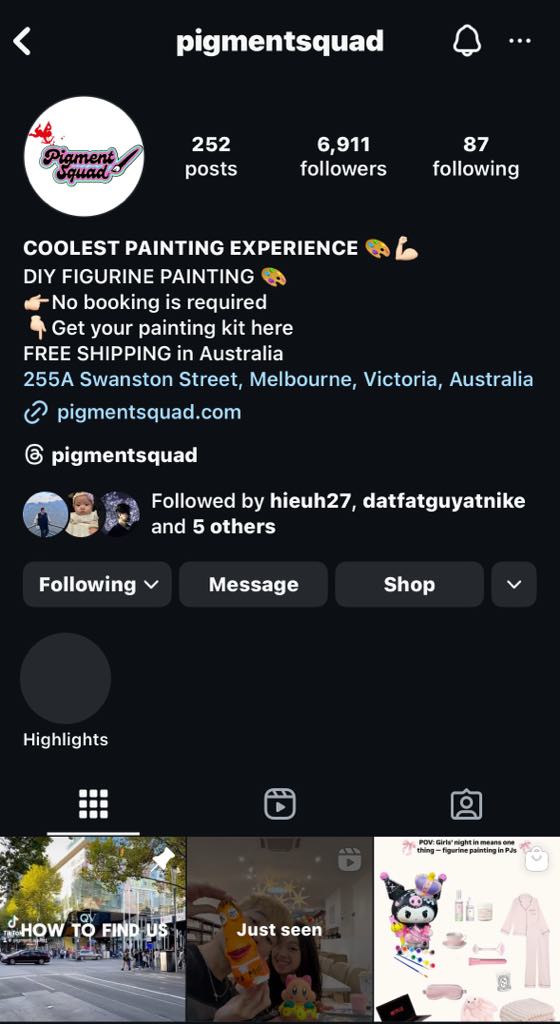 pigmentsquad
Pigment
Squad
252
posts
6,911
followers
87
following
COOLEST PAINTING EXPERIENCE 🎨💪🏻
DIY FIGURINE PAINTING 🎨
👉🏻No booking is required
👇🏻Get your painting kit here
FREE SHIPPING in Australia
255A Swanston Street, Melbourne, Victoria, Australia
pigmentsquad.com
pigmentsquad
Followed by hieuh27, datfatguyatnike
and 5 others
Following
Message
Shop
Highlights
QV
TikTok
HOW TO FIND US
Just seen
POV: Girls' night in means one
thing — figurine painting in PJs
NETFLIX